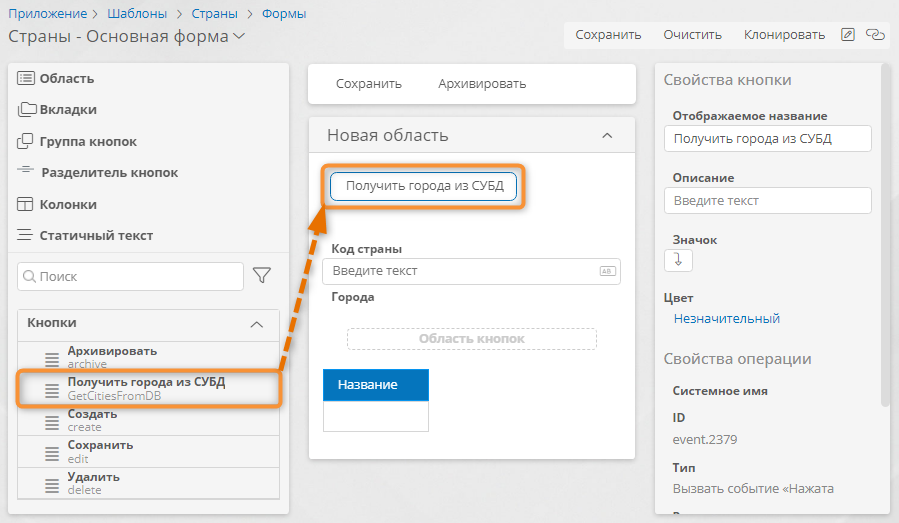 Приложение > Шаблоны > Страны > Формы
Страны - Основная форма
Сохранить Очистить Клонировать
Область
Вкладки
Группа кнопок
Разделитель кнопок
Колонки
Статичный текст
Поиск
Кнопки
Архивировать
archive
Получить города из СУБД
GetCitiesFromDB
Создать
create
Сохранить
edit
Удалить
delete
Сохранить Архивировать
Новая область
Получить города из СУБД
Код страны
Введите текст AB
Города
Область кнопок
Название
Свойства кнопки
Отображаемое название
Получить города из СУБД
Описание
Введите текст
Значок
Цвет
Незначительный
Свойства операции
Системное имя
ID
event.2379
Тип
Вызвать событие «Нажата